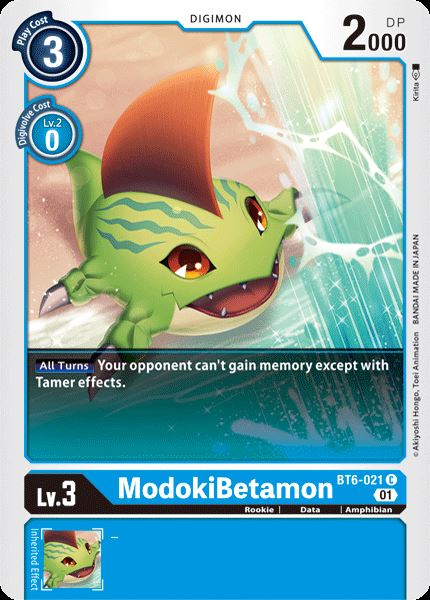 Play Cost
3
DIGIMON
2000
DP
Digivolve Cost
Lv.2
0
Kirita
All Turns Your opponent can't gain memory except with
Tamer effects.
© Akiyoshi Hongo, Toei Animation BANDAI MADE IN JAPAN
Lv.3
ModokiBetamon
BT6-021 C
01
Rookie | Data | Amphibian
Inherited Effect
–